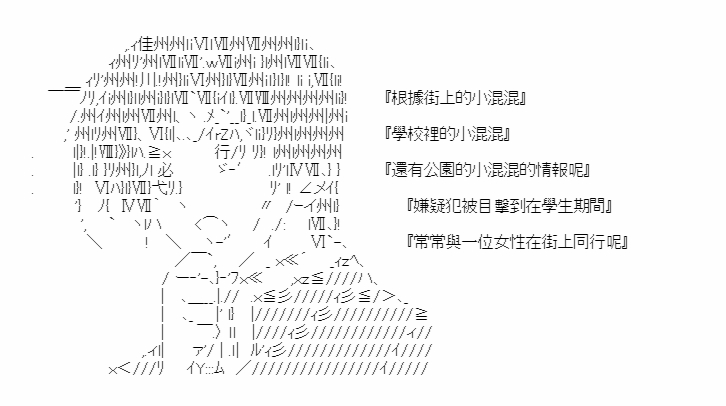 『根據街上的小混混』
『學校裡的小混混』
『還有公園的小混混的情報呢』
『嫌疑犯被目擊到在學生期間』
『常常與一位女性在街上同行呢』